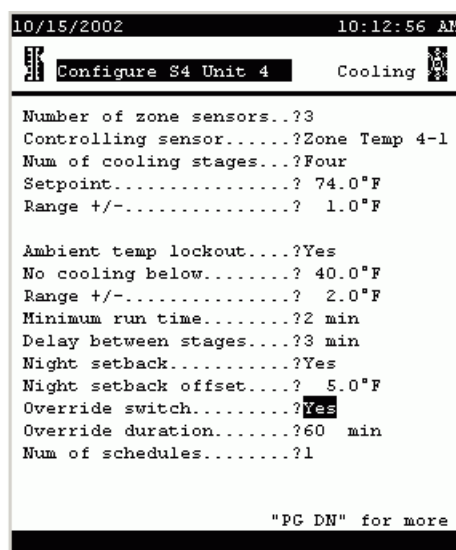 10/15/2002 10:12:56 AM
Configure S4 Unit 4 Cooling
Number of zone sensors..?3
Controlling sensor......?Zone Temp 4-1
Num of cooling stages...?Four
Setpoint................? 74.0°F
Range +/-...............? 1.0°F
Ambient temp lockout....?Yes
No cooling below........? 40.0°F
Range +/-...............? 2.0°F
Minimum run time........?2 min
Delay between stages....?3 min
Night setback...........?Yes
Night setback offset....? 5.0°F
Override switch.........?Yes
Override duration.......?60 min
Num of schedules........?1
"PG DN" for more